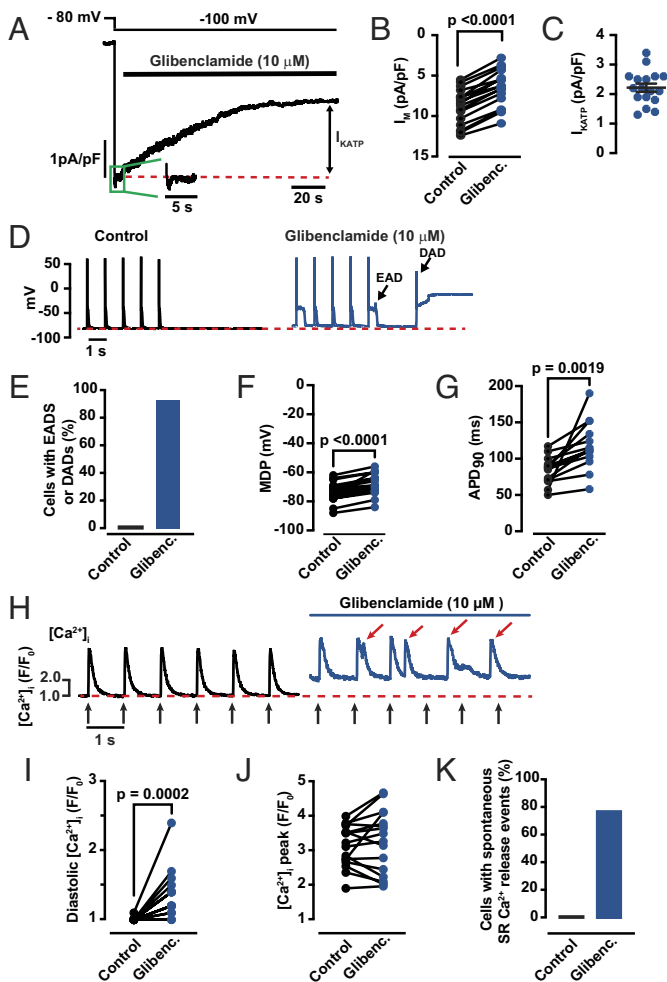 A
- 80 mV
-100 mV
Glibenclamide (10 μM)
1pA/pF
I_KATP
5 s
20 s
B
p <0.0001
I_M (pA/pF)
0
5
10
15
Control
Glibenc.
C
I_KATP (pA/pF)
4
3
2
1
0
D
Control
Glibenclamide (10 μM)
DAD
EAD
mV
50
0
-50
-100
1 s
E
Cells with EADS
or DADs (%)
100
80
60
40
20
0
Control
Glibenc.
F
MDP (mV)
0
-20
-40
-60
-80
-100
p <0.0001
Control
Glibenc.
G
p = 0.0019
APD90 (ms)
200
150
100
50
0
Control
Glibenc.
H
Glibenclamide (10 μM )
[Ca²⁺]i
[Ca²⁺]i (F/F₀)
2.0
1.0
1 s
I
Diastolic [Ca²⁺]i (F/F₀)
3
2
1
p = 0.0002
Control
Glibenc.
J
[Ca²⁺]i peak (F/F₀)
5
4
3
2
1
Control
Glibenc.
K
Cells with spontaneous
SR Ca²⁺ release events (%)
100
80
60
40
20
0
Control
Glibenc.